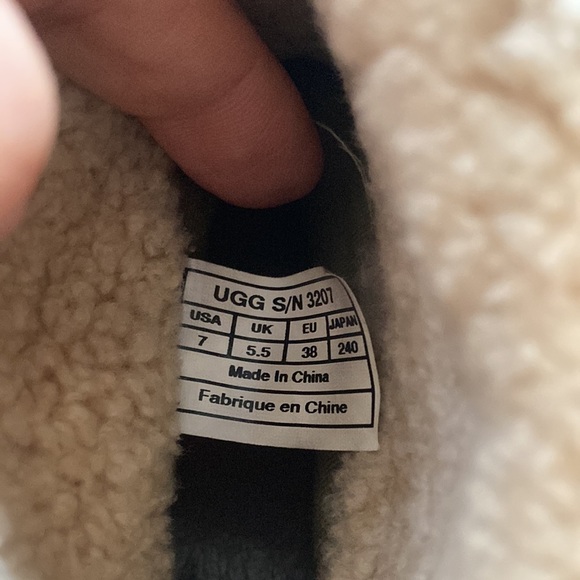 UGG S/N 3207
USA UK EU JAPAN
7 5.5 38 240
Made In China
Fabrique en Chine